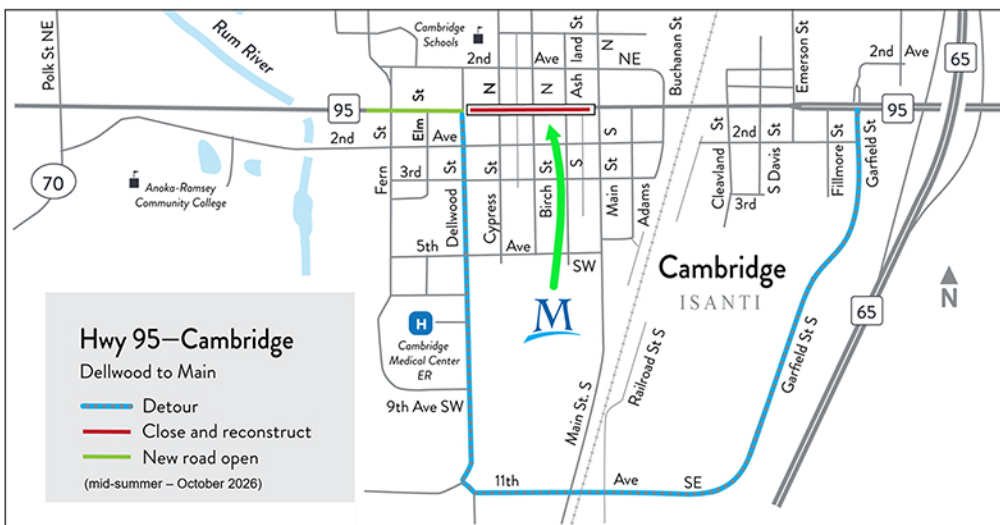 Polk St NE
Rum River
Cambridge
Schools
2nd
Ave
NE
N
N
N
Ash
land St
Buchanan St
Emerson St
2nd
Ave
65
95
95
2nd
Ave
Fern
St
Elm
St
3rd
Dellwood
St
Cypress
St
Birch
St
S
Main
St
S
Adams
Cleavland
St
2nd
3rd
S Davis
St
Fillmore
St
Garfield St
70
Anoka-Ramsey
Community College
5th
Ave
SW
Cambridge
ISANTI
N
M
H
Cambridge
Medical Center
ER
65
9th Ave SW
Main St. S
Railroad St S
Garfield St S
11th
Ave
SE
Hwy 95—Cambridge
Dellwood to Main
Detour
Close and reconstruct
New road open
(mid-summer – October 2026)